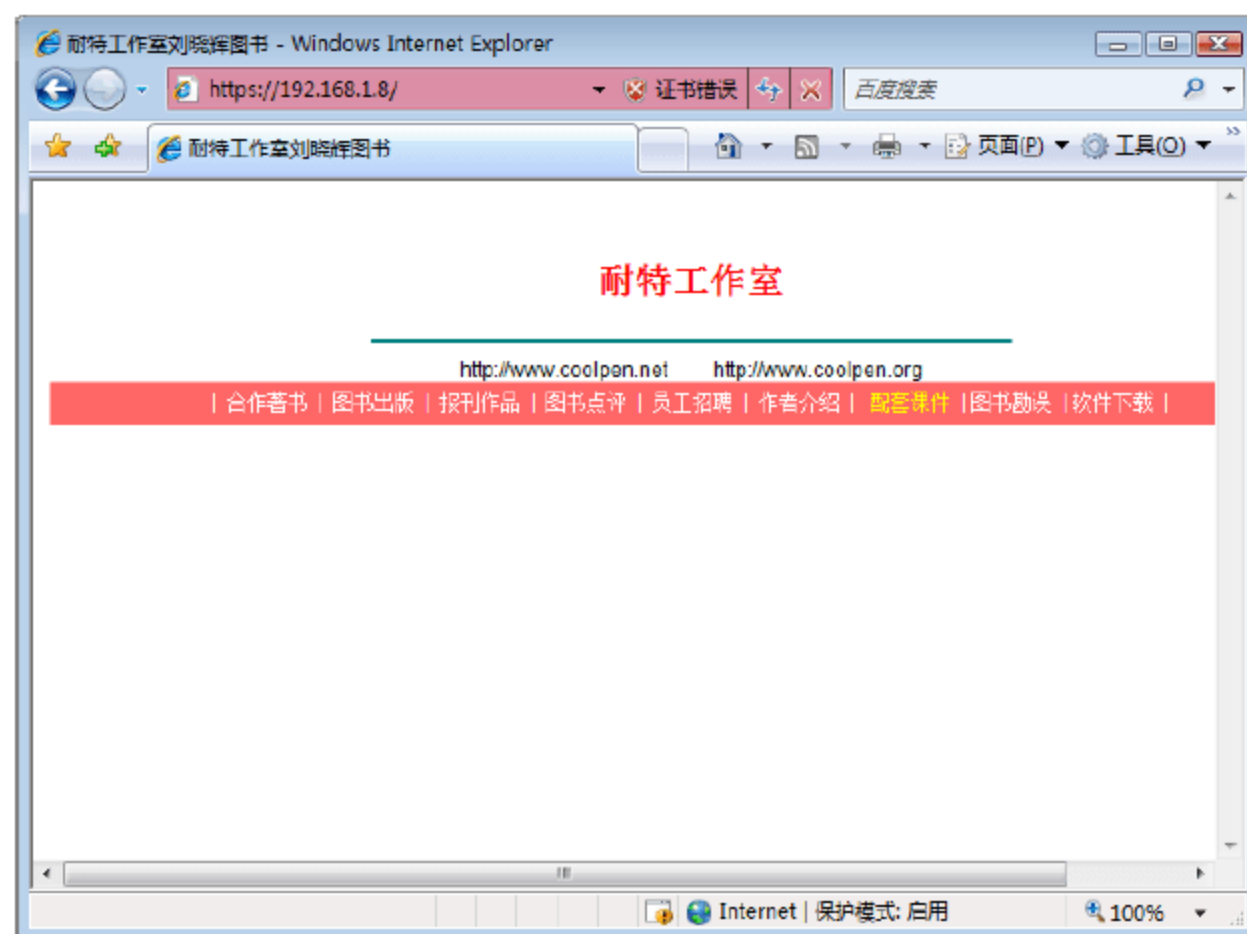 耐特工作室刘晓辉图书 - Windows Internet Explorer
https://192.168.1.8/ 证书错误 百度搜索
耐特工作室刘晓辉图书 页面(P) 工具(O) »
耐特工作室
http://www.coolpen.net http://www.coolpen.org
| 合作著书 | 图书出版 | 报刊作品 | 图书点评 | 员工招聘 | 作者介绍 | 配套课件 |图书勘误 |软件下载 |
Internet | 保护模式: 启用 100%